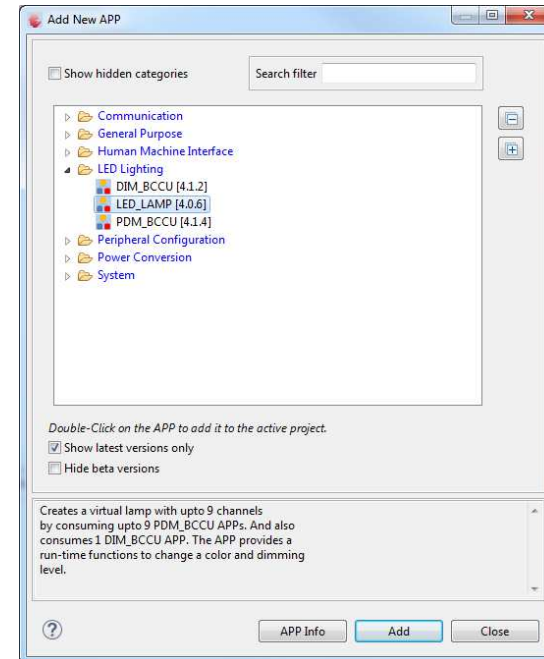 Add New APP
Show hidden categories
Search filter
Communication
General Purpose
Human Machine Interface
LED Lighting
DIM_BCCU [4.1.2]
LED_LAMP [4.0.6]
PDM_BCCU [4.1.4]
Peripheral Configuration
Power Conversion
System
Double-Click on the APP to add it to the active project.
Show latest versions only
Hide beta versions
Creates a virtual lamp with upto 9 channels
by consuming upto 9 PDM_BCCU APPs. And also
consumes 1 DIM_BCCU APP. The APP provides a
run-time functions to change a color and dimming
level.
? APP Info Add Close